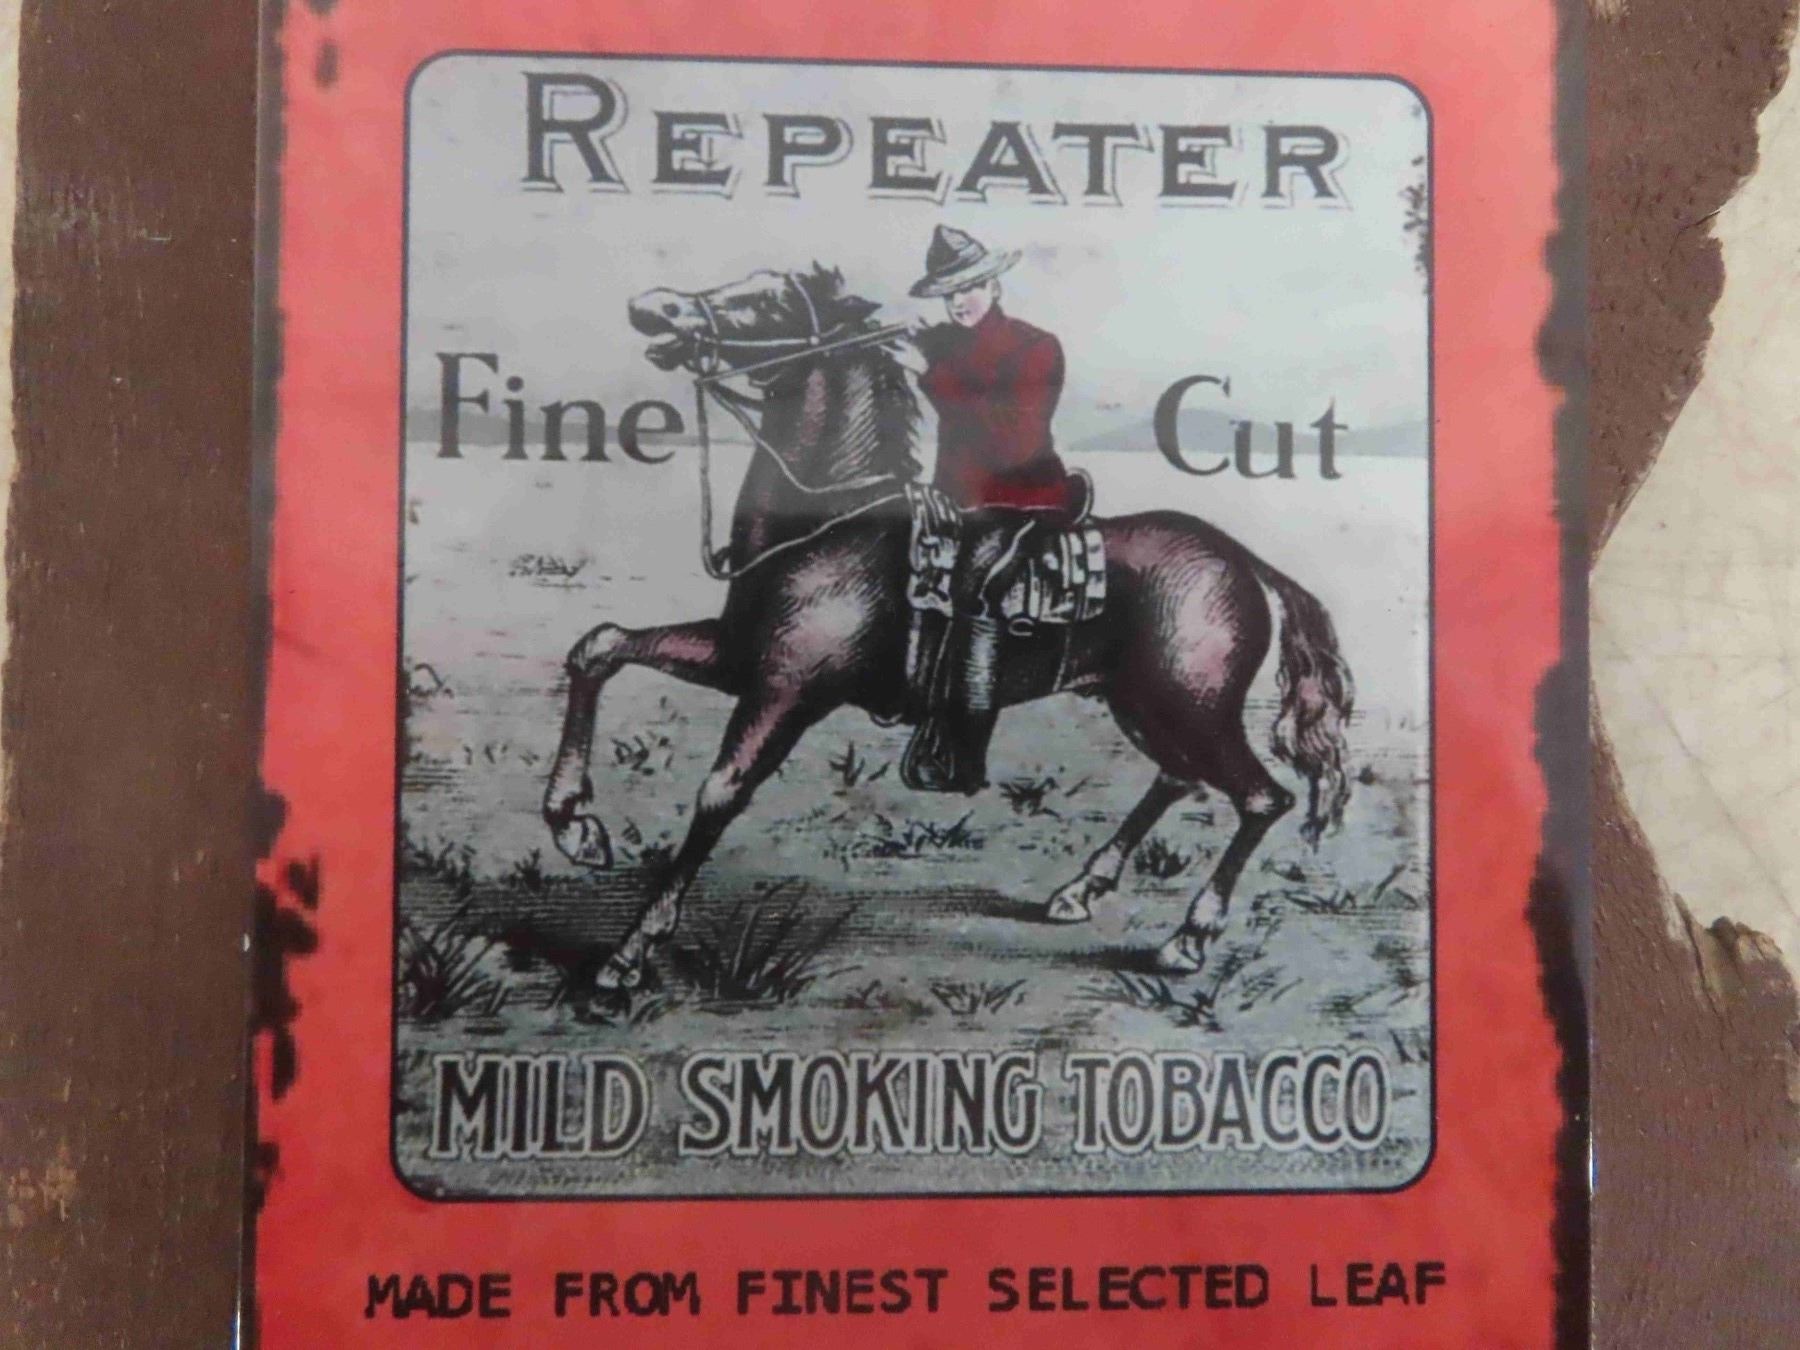 REPEATER
Fine Cut
MILD SMOKING TOBACCO
MADE FROM FINEST SELECTED LEAF